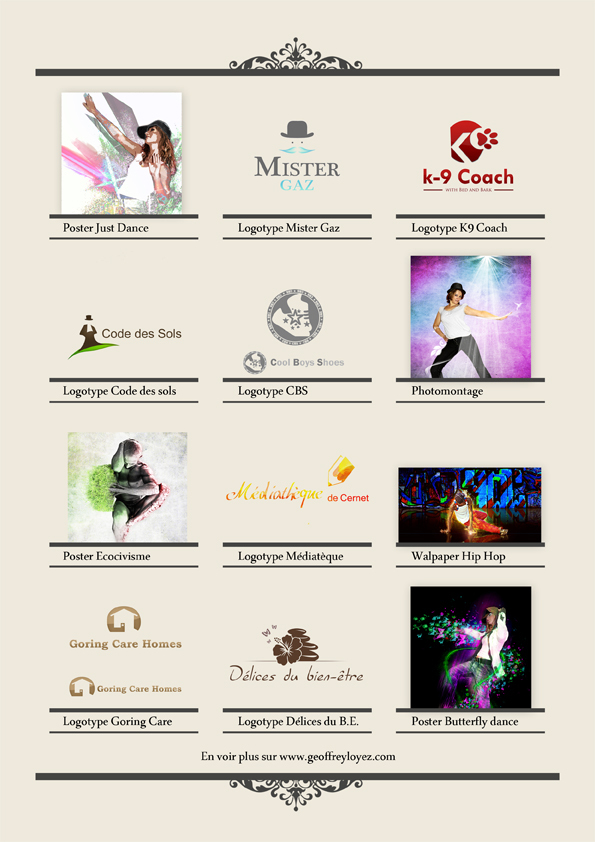 MISTER
GAZ
k-9 Coach
WITH RED AND BARK
Poster Just Dance
Logotype Mister Gaz
Logotype K9 Coach
Code des Sols
Cool Boys Shoes
Logotype Code des sols
Logotype CBS
Photomontage
Médiathèque de Cernet
Poster Ecocivisme
Logotype Médiatèque
Walpaper Hip Hop
Goring Care Homes
Goring Care Homes
Délices du bien-être
Logotype Goring Care
Logotype Délices du B.E.
Poster Butterfly dance
En voir plus sur www.geoffreyloyez.com